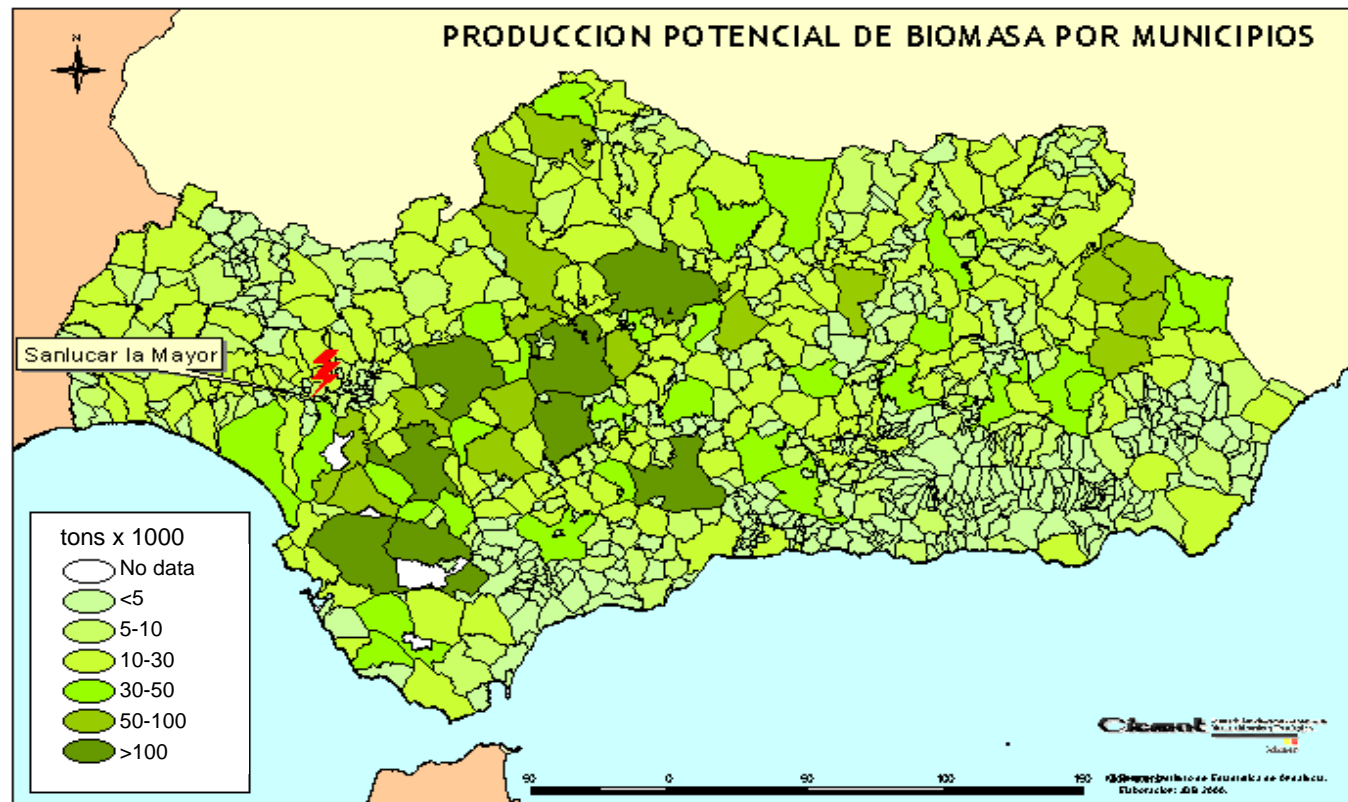 PRODUCCION POTENCIAL DE BIOMASA POR MUNICIPIOS
N
Sanlucar la Mayor
tons x 1000
No data
<5
5-10
10-30
30-50
50-100
>100
50 0 50 100 150
Elaboracion: